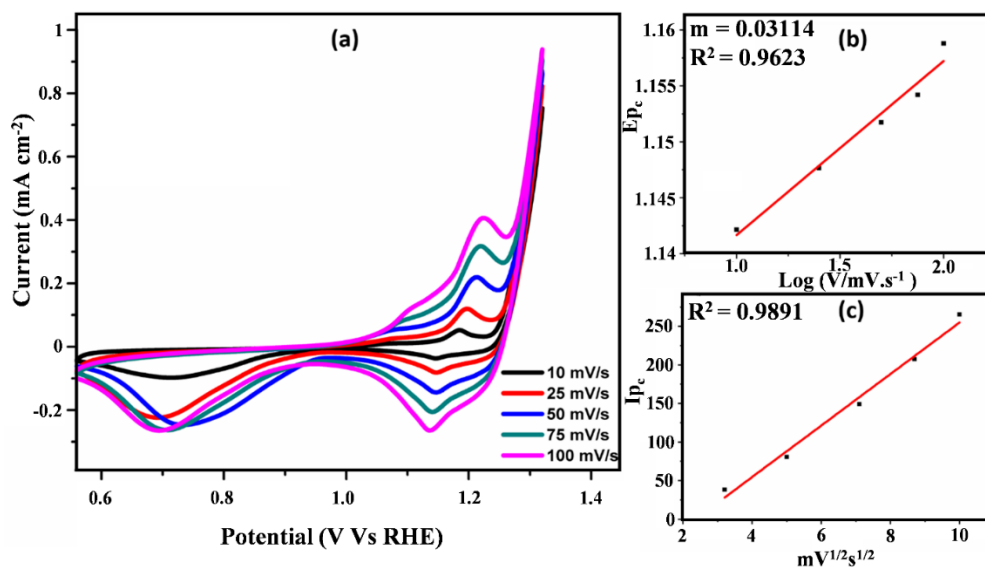 (a)
Current (mA cm⁻²)
1
0.8
0.6
0.4
0.2
0
-0.2
0.6
0.8
1.0
1.2
1.4
Potential (V Vs RHE)
10 mV/s
25 mV/s
50 mV/s
75 mV/s
100 mV/s
m = 0.03114
R² = 0.9623
(b)
Epc
1.16
1.155
1.15
1.145
1.14
1.0
1.5
2.0
Log (V/mV.s⁻¹ )
R² = 0.9891
(c)
Ipc
250
200
150
100
50
0
2
4
6
8
10
mV¹/²s¹/²